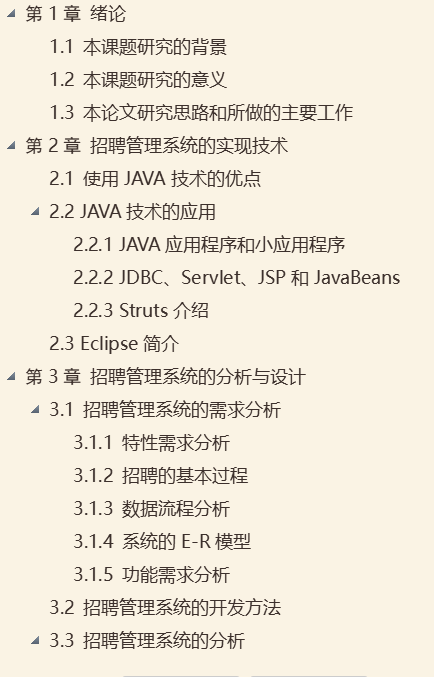 第 1 章 绪论
1.1 本课题研究的背景
1.2 本课题研究的意义
1.3 本论文研究思路和所做的主要工作
第 2 章 招聘管理系统的实现技术
2.1 使用 JAVA 技术的优点
2.2 JAVA 技术的应用
2.2.1 JAVA 应用程序和小应用程序
2.2.2 JDBC、Servlet、JSP 和 JavaBeans
2.2.3 Struts 介绍
2.3 Eclipse 简介
第 3 章 招聘管理系统的分析与设计
3.1 招聘管理系统的需求分析
3.1.1 特性需求分析
3.1.2 招聘的基本过程
3.1.3 数据流程分析
3.1.4 系统的 E-R 模型
3.1.5 功能需求分析
3.2 招聘管理系统的开发方法
3.3 招聘管理系统的分析